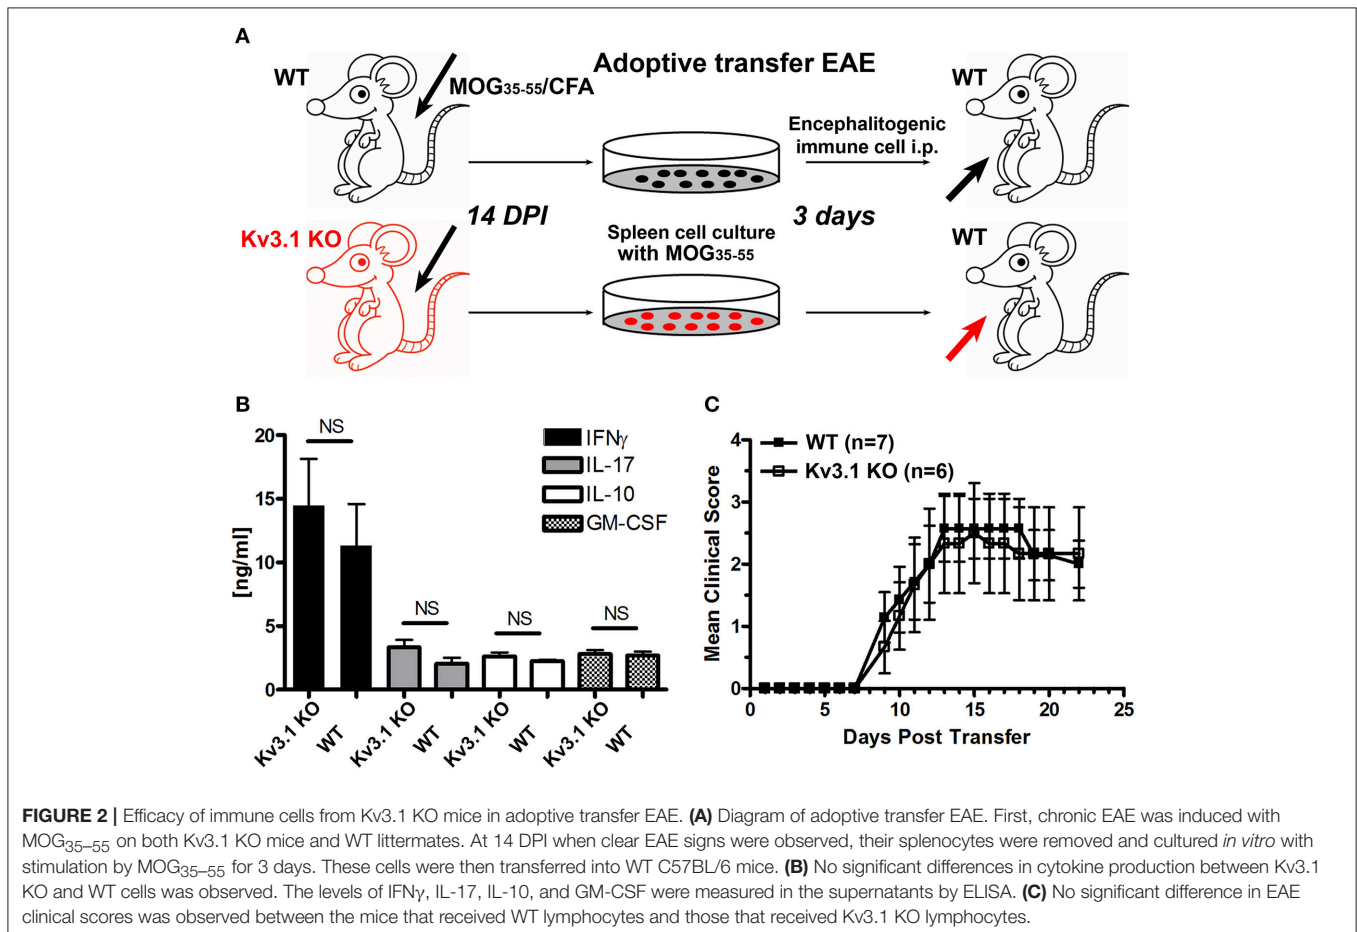 A
WT
Adoptive transfer EAE
WT
MOG35-55/CFA
Encephalitogenic
immune cell i.p.
14 DPI
3 days
Kv3.1 KO
Spleen cell culture
with MOG35-55
WT
B
NS
IFNγ
IL-17
IL-10
GM-CSF
NS
NS
NS
20
15
10
5
0
[ng/ml]
Kv3.1 KO
WT
Kv3.1 KO
WT
Kv3.1 KO
WT
Kv3.1 KO
WT
C
WT (n=7)
Kv3.1 KO (n=6)
4
3
2
1
0
Mean Clinical Score
0 5 10 15 20 25
Days Post Transfer
FIGURE 2 | Efficacy of immune cells from Kv3.1 KO mice in adoptive transfer EAE. (A) Diagram of adoptive transfer EAE. First, chronic EAE was induced with
MOG35–55 on both Kv3.1 KO mice and WT littermates. At 14 DPI when clear EAE signs were observed, their splenocytes were removed and cultured in vitro with
stimulation by MOG35–55 for 3 days. These cells were then transferred into WT C57BL/6 mice. (B) No significant differences in cytokine production between Kv3.1
KO and WT cells was observed. The levels of IFNγ, IL-17, IL-10, and GM-CSF were measured in the supernatants by ELISA. (C) No significant difference in EAE
clinical scores was observed between the mice that received WT lymphocytes and those that received Kv3.1 KO lymphocytes.